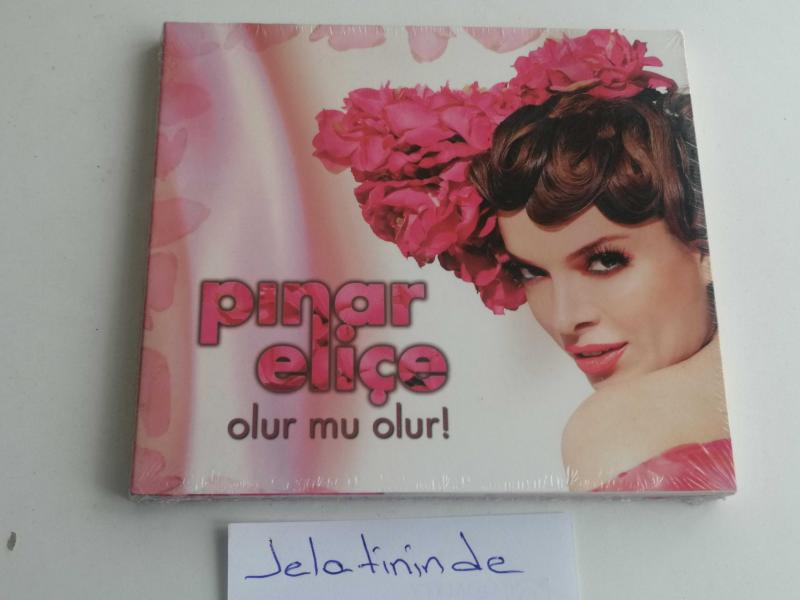 pınar
eliçe
olur mu olur!
Jelatininde